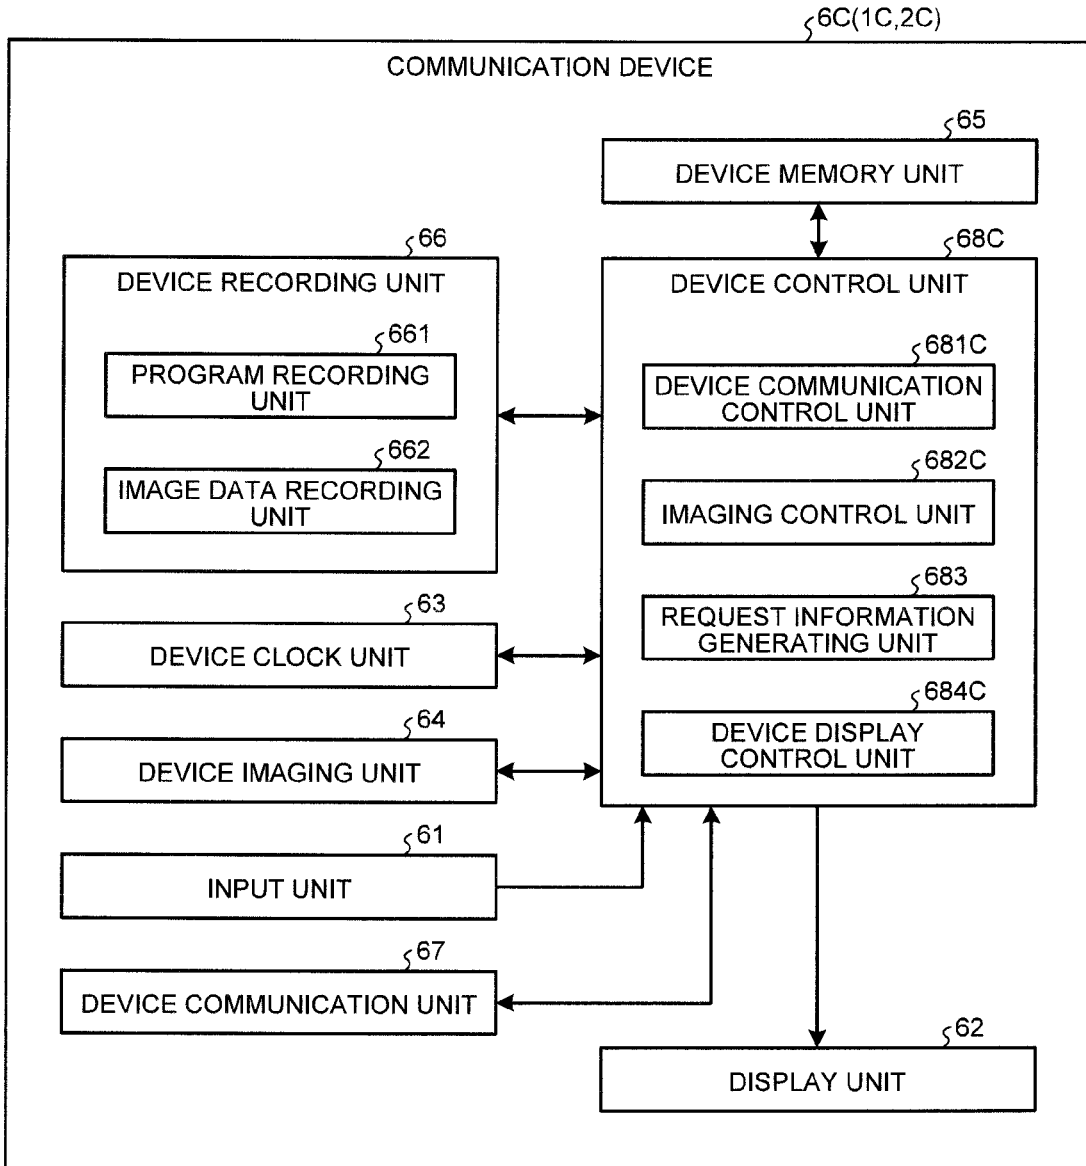 6C(1C,2C)
COMMUNICATION DEVICE
65
DEVICE MEMORY UNIT
66
DEVICE RECORDING UNIT
661
PROGRAM RECORDING
UNIT
662
IMAGE DATA RECORDING
UNIT
68C
DEVICE CONTROL UNIT
681C
DEVICE COMMUNICATION
CONTROL UNIT
682C
IMAGING CONTROL UNIT
683
REQUEST INFORMATION
GENERATING UNIT
684C
DEVICE DISPLAY
CONTROL UNIT
63
DEVICE CLOCK UNIT
64
DEVICE IMAGING UNIT
61
INPUT UNIT
67
DEVICE COMMUNICATION UNIT
62
DISPLAY UNIT